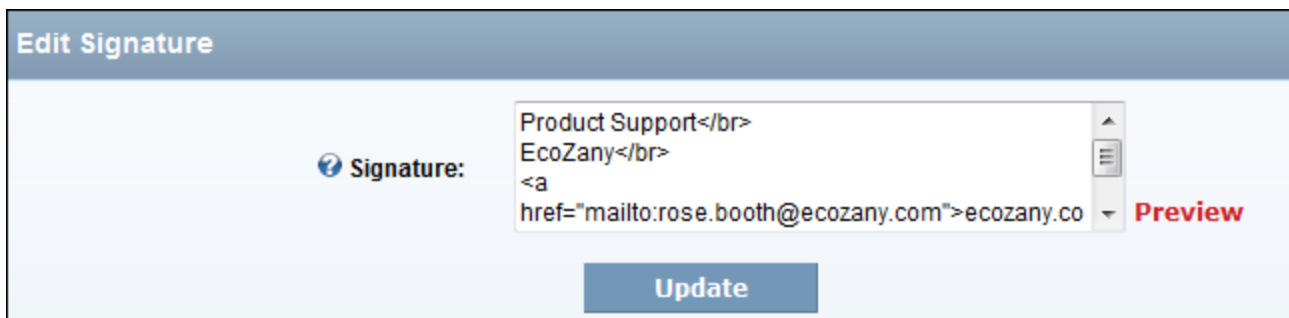 Edit Signature
Signature:
Product Support</br>
EcoZany</br>
<a
href="mailto:rose.booth@ecozany.com">ecozany.co
Preview
Update